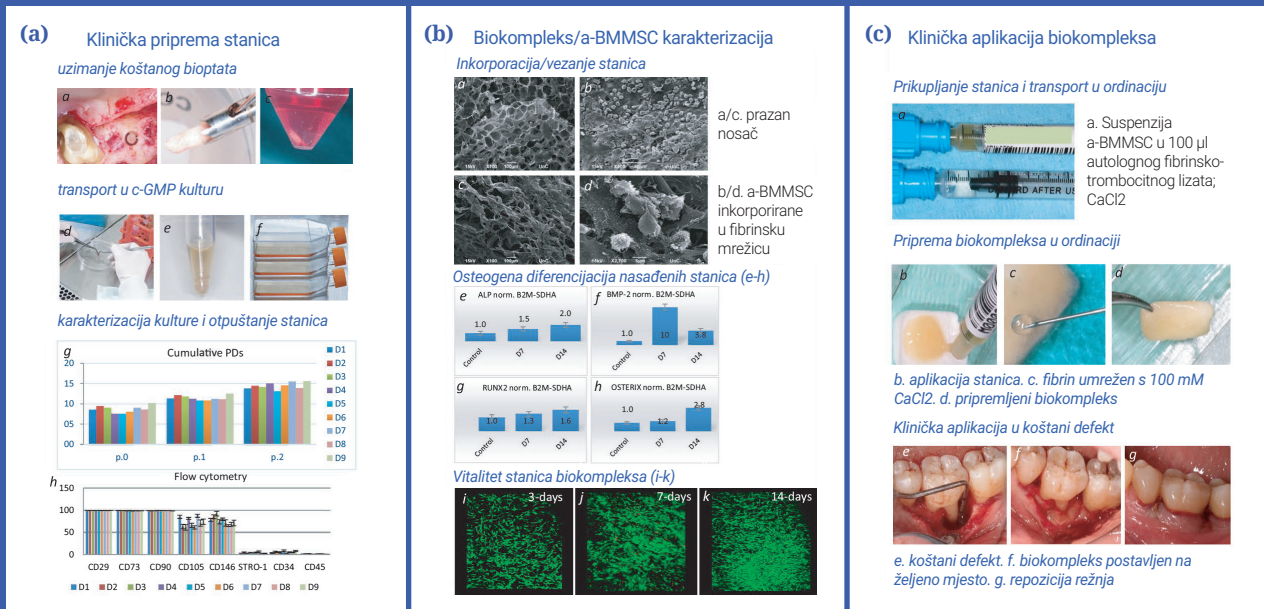 (a) Klinička priprema stanica
uzimanje koštanog bioptata
a
b
c
transport u c-GMP kulturu
d
e
f
karakterizacija kulture i otpuštanje stanica
g
Cumulative PDs
20
15
10
05
00
p.0 p.1 p.2
D1
D2
D3
D4
D5
D6
D7
D8
D9
h
Flow cytometry
150
100
50
0
CD29 CD73 CD90 CD105 CD146 STRO-1 CD34 CD45
D1 D2 D3 D4 D5 D6 D7 D8 D9
(b) Biokompleks/a-BMMSC karakterizacija
Inkorporacija/vezanje stanica
a
b
a/c. prazan
nosač
c
d
b/d. a-BMMSC
inkorporirane
u fibrinsku
mrežicu
Osteogena diferencijacija nasađenih stanica (e-h)
e ALP norm. B2M-SDHA
1.0 1.5 2.0
Control D7 D14
f BMP-2 norm. B2M-SDHA
1.0 10 3.8
Control D7 D14
g RUNX2 norm. B2M-SDHA
1.0 1.3 1.6
Control D7 D14
h OSTERIX norm. B2M-SDHA
1.0 1.2 2.8
Control D7 D14
Vitalitet stanica biokompleksa (i-k)
i 3-days
j 7-days
k 14-days
(c) Klinička aplikacija biokompleksa
Prikupljanje stanica i transport u ordinaciju
a
a. Suspenzija
a-BMMSC u 100 µl
autolognog fibrinsko-
trombocitnog lizata;
CaCl2
Priprema biokompleksa u ordinaciji
b
c
d
b. aplikacija stanica. c. fibrin umrežen s 100 mM
CaCl2. d. pripremljeni biokompleks
Klinička aplikacija u koštani defekt
e
f
g
e. koštani defekt. f. biokompleks postavljen na
željeno mjesto. g. repozicija režnja